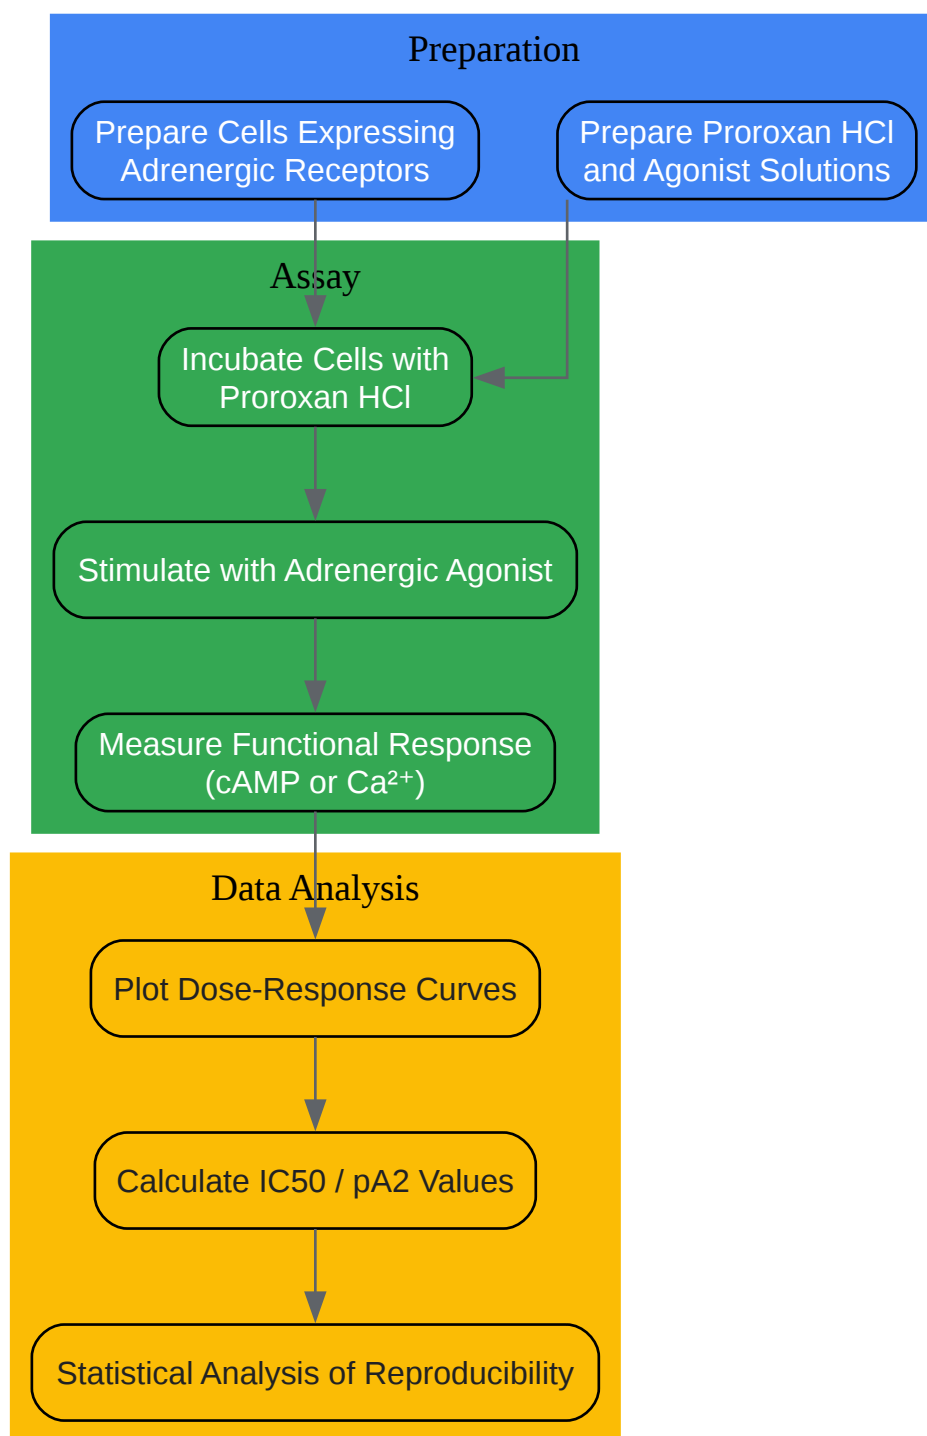 Preparation
Prepare Cells Expressing
Adrenergic Receptors
Prepare Proroxan HCl
and Agonist Solutions
Assay
Incubate Cells with
Proroxan HCl
Stimulate with Adrenergic Agonist
Measure Functional Response
(cAMP or Ca²⁺)
Data Analysis
Plot Dose-Response Curves
Calculate IC50 / pA2 Values
Statistical Analysis of Reproducibility